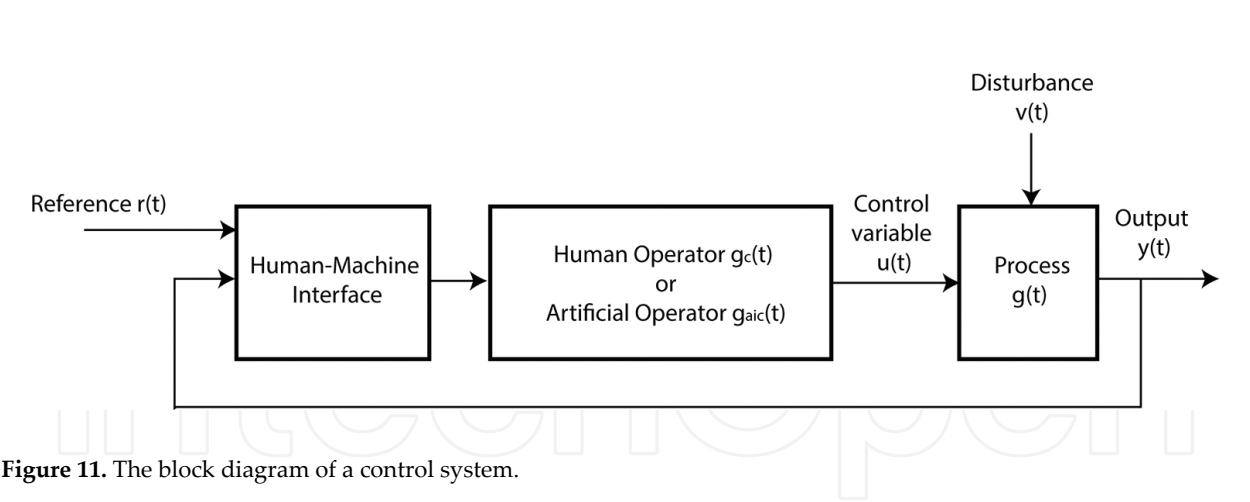 Disturbance
v(t)
Reference r(t)
Human-Machine
Interface
Human Operator gc(t)
or
Artificial Operator gaic(t)
Control
variable
u(t)
Process
g(t)
Output
y(t)
intechopen
Figure 11. The block diagram of a control system.